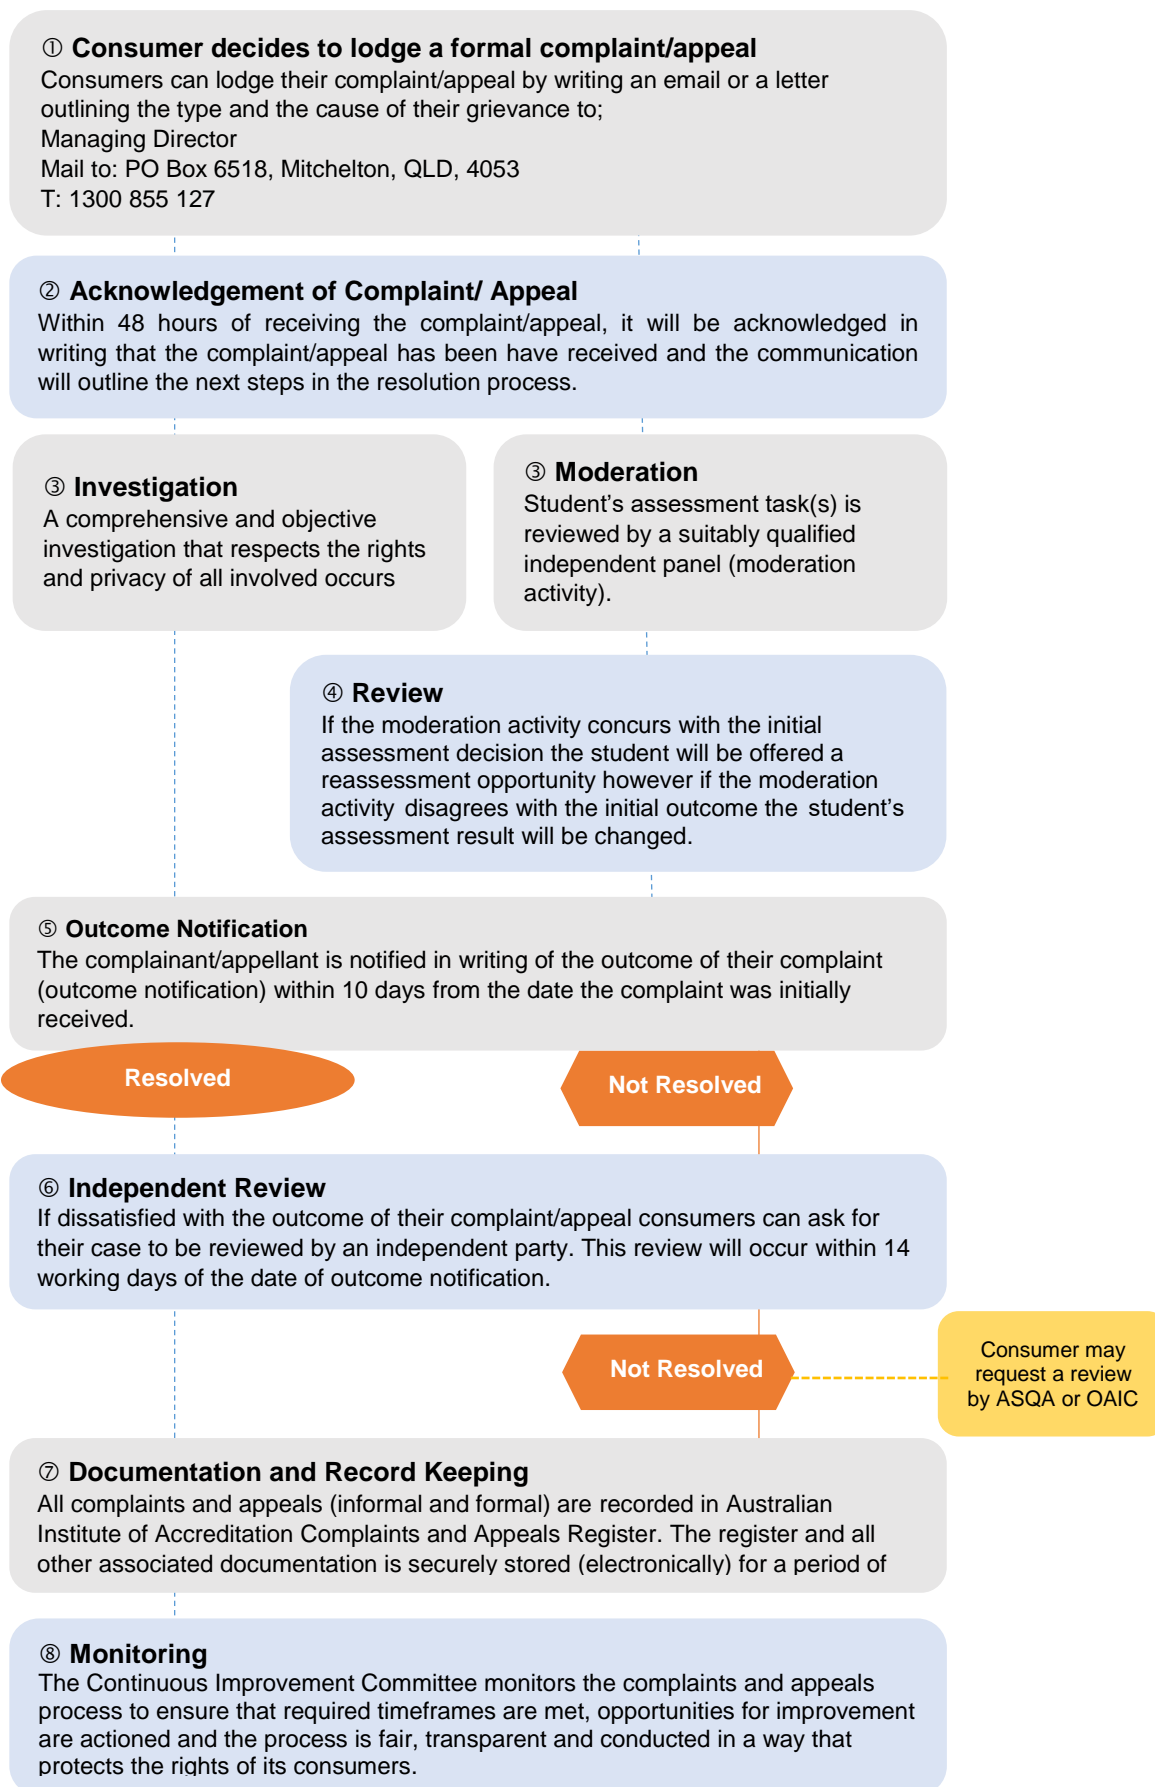 ① Consumer decides to lodge a formal complaint/appeal
Consumers can lodge their complaint/appeal by writing an email or a letter
outlining the type and the cause of their grievance to;
Managing Director
Mail to: PO Box 6518, Mitchelton, QLD, 4053
T: 1300 855 127
② Acknowledgement of Complaint/ Appeal
Within 48 hours of receiving the complaint/appeal, it will be acknowledged in
writing that the complaint/appeal has been have received and the communication
will outline the next steps in the resolution process.
③ Investigation
A comprehensive and objective
investigation that respects the rights
and privacy of all involved occurs
③ Moderation
Student’s assessment task(s) is
reviewed by a suitably qualified
independent panel (moderation
activity).
④ Review
If the moderation activity concurs with the initial
assessment decision the student will be offered a
reassessment opportunity however if the moderation
activity disagrees with the initial outcome the student’s
assessment result will be changed.
⑤ Outcome Notification
The complainant/appellant is notified in writing of the outcome of their complaint
(outcome notification) within 10 days from the date the complaint was initially
received.
Resolved
Not Resolved
⑥ Independent Review
If dissatisfied with the outcome of their complaint/appeal consumers can ask for
their case to be reviewed by an independent party. This review will occur within 14
working days of the date of outcome notification.
Not Resolved
Consumer may
request a review
by ASQA or OAIC
⑦ Documentation and Record Keeping
All complaints and appeals (informal and formal) are recorded in Australian
Institute of Accreditation Complaints and Appeals Register. The register and all
other associated documentation is securely stored (electronically) for a period of
⑧ Monitoring
The Continuous Improvement Committee monitors the complaints and appeals
process to ensure that required timeframes are met, opportunities for improvement
are actioned and the process is fair, transparent and conducted in a way that
protects the rights of its consumers.